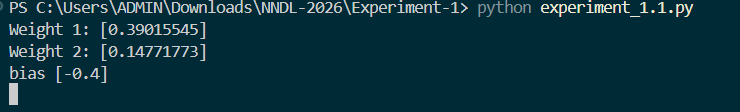 PS C:\Users\ADMIN\Downloads\NNDL-2026\Experiment-1> python experiment_1.1.py
Weight 1: [0.39015545]
Weight 2: [0.14771773]
bias [-0.4]